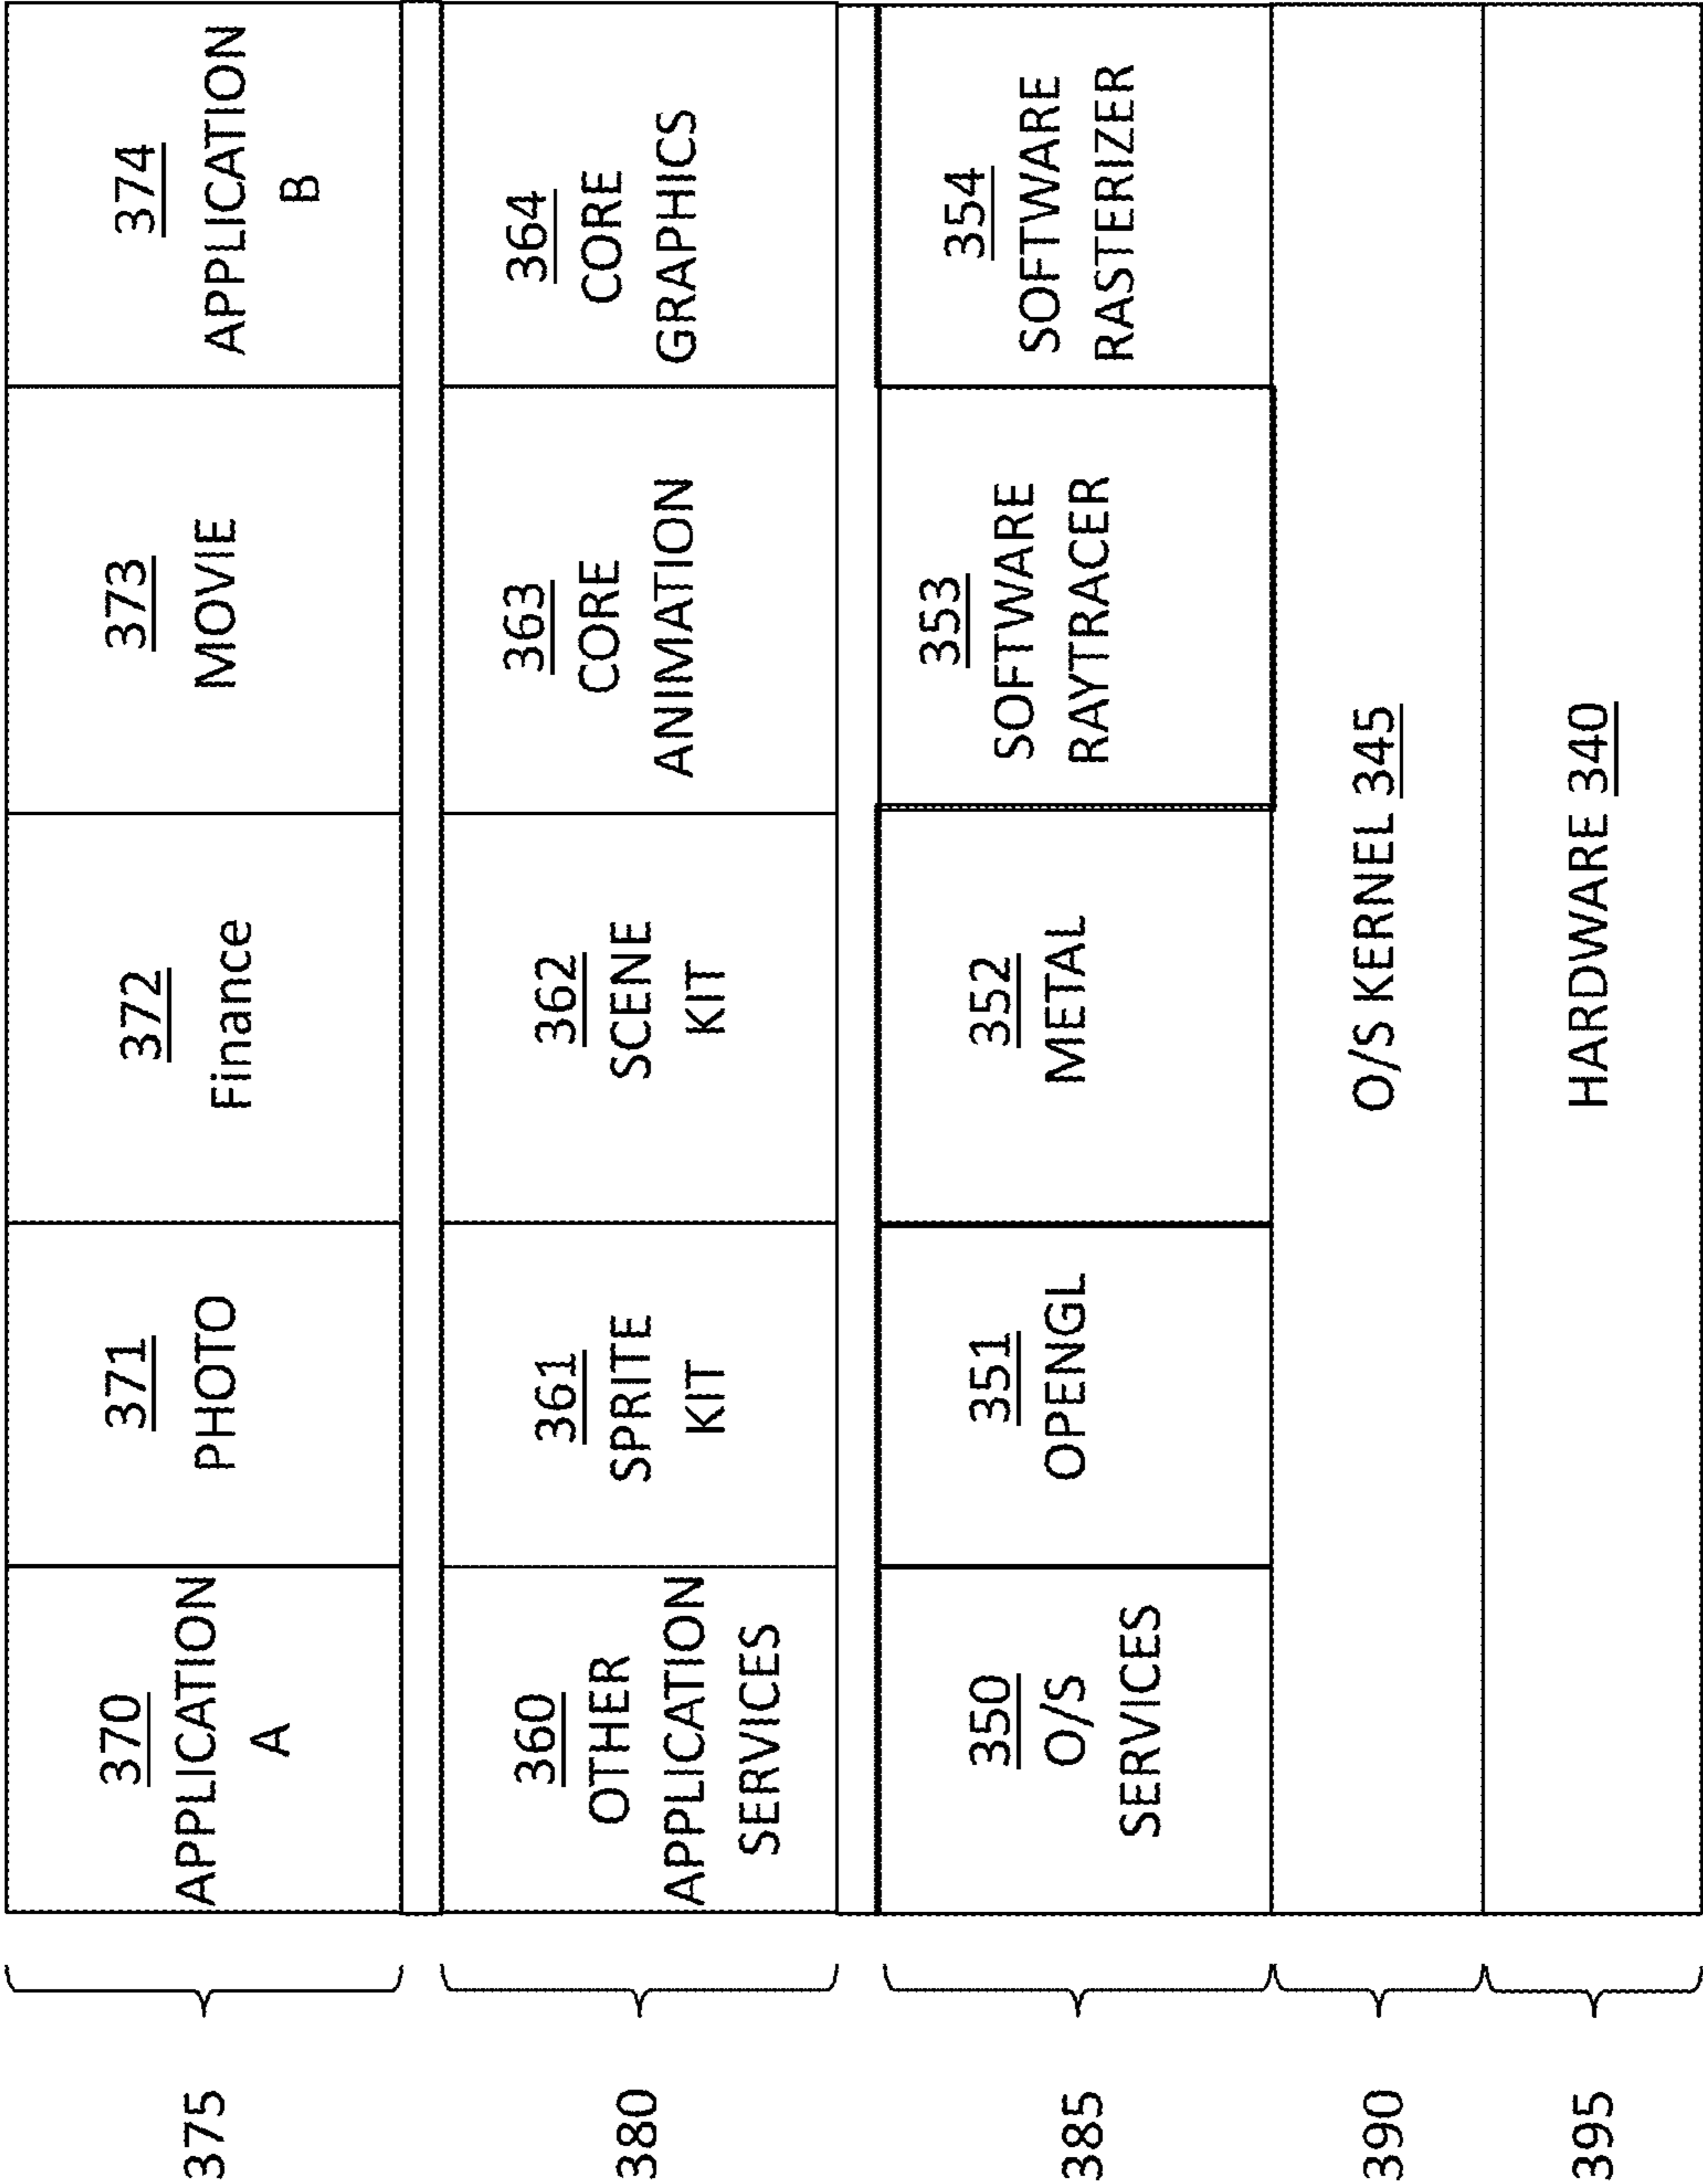 375
370
APPLICATION
A
371
PHOTO
372
Finance
373
MOVIE
374
APPLICATION
B
380
360
OTHER
APPLICATION
SERVICES
361
SPRITE
KIT
362
SCENE
KIT
363
CORE
ANIMATION
364
CORE
GRAPHICS
385
350
O/S
SERVICES
351
OPENGL
352
METAL
353
SOFTWARE
RAYTRACER
354
SOFTWARE
RASTERIZER
390
O/S KERNEL 345
395
HARDWARE 340